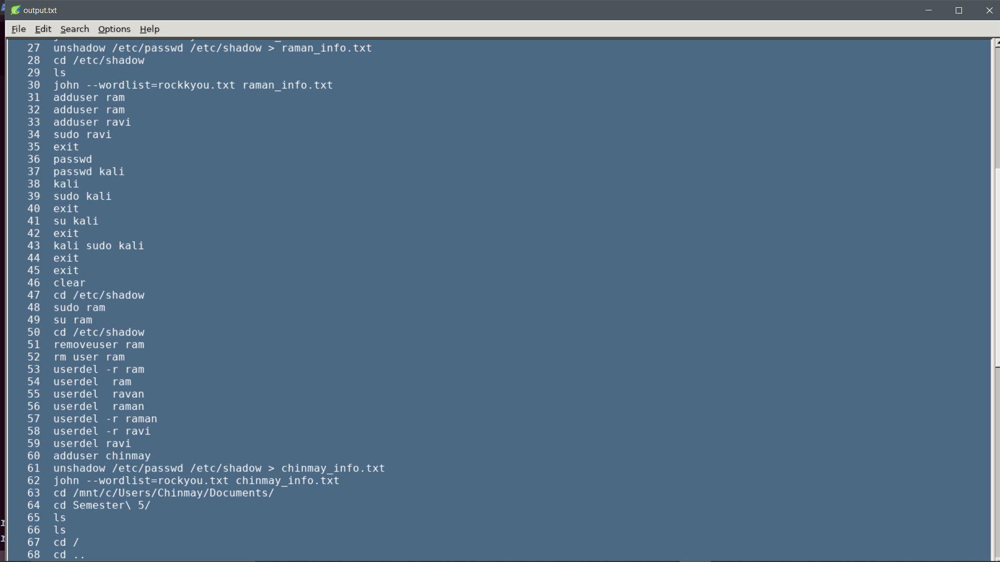 output.txt
File Edit Search Options Help
27 unshadow /etc/passwd /etc/shadow > raman_info.txt
28 cd /etc/shadow
29 ls
30 john --wordlist=rockkyou.txt raman_info.txt
31 adduser ram
32 adduser ram
33 adduser ravi
34 sudo ravi
35 exit
36 passwd
37 passwd kali
38 kali
39 sudo kali
40 exit
41 su kali
42 exit
43 kali sudo kali
44 exit
45 exit
46 clear
47 cd /etc/shadow
48 sudo ram
49 su ram
50 cd /etc/shadow
51 removeuser ram
52 rm user ram
53 userdel -r ram
54 userdel  ram
55 userdel  ravan
56 userdel  raman
57 userdel -r raman
58 userdel -r ravi
59 userdel ravi
60 adduser chinmay
61 unshadow /etc/passwd /etc/shadow > chinmay_info.txt
62 john --wordlist=rockyou.txt chinmay_info.txt
63 cd /mnt/c/Users/Chinmay/Documents/
64 cd Semester\ 5/
65 ls
66 ls
67 cd /
68 cd ..